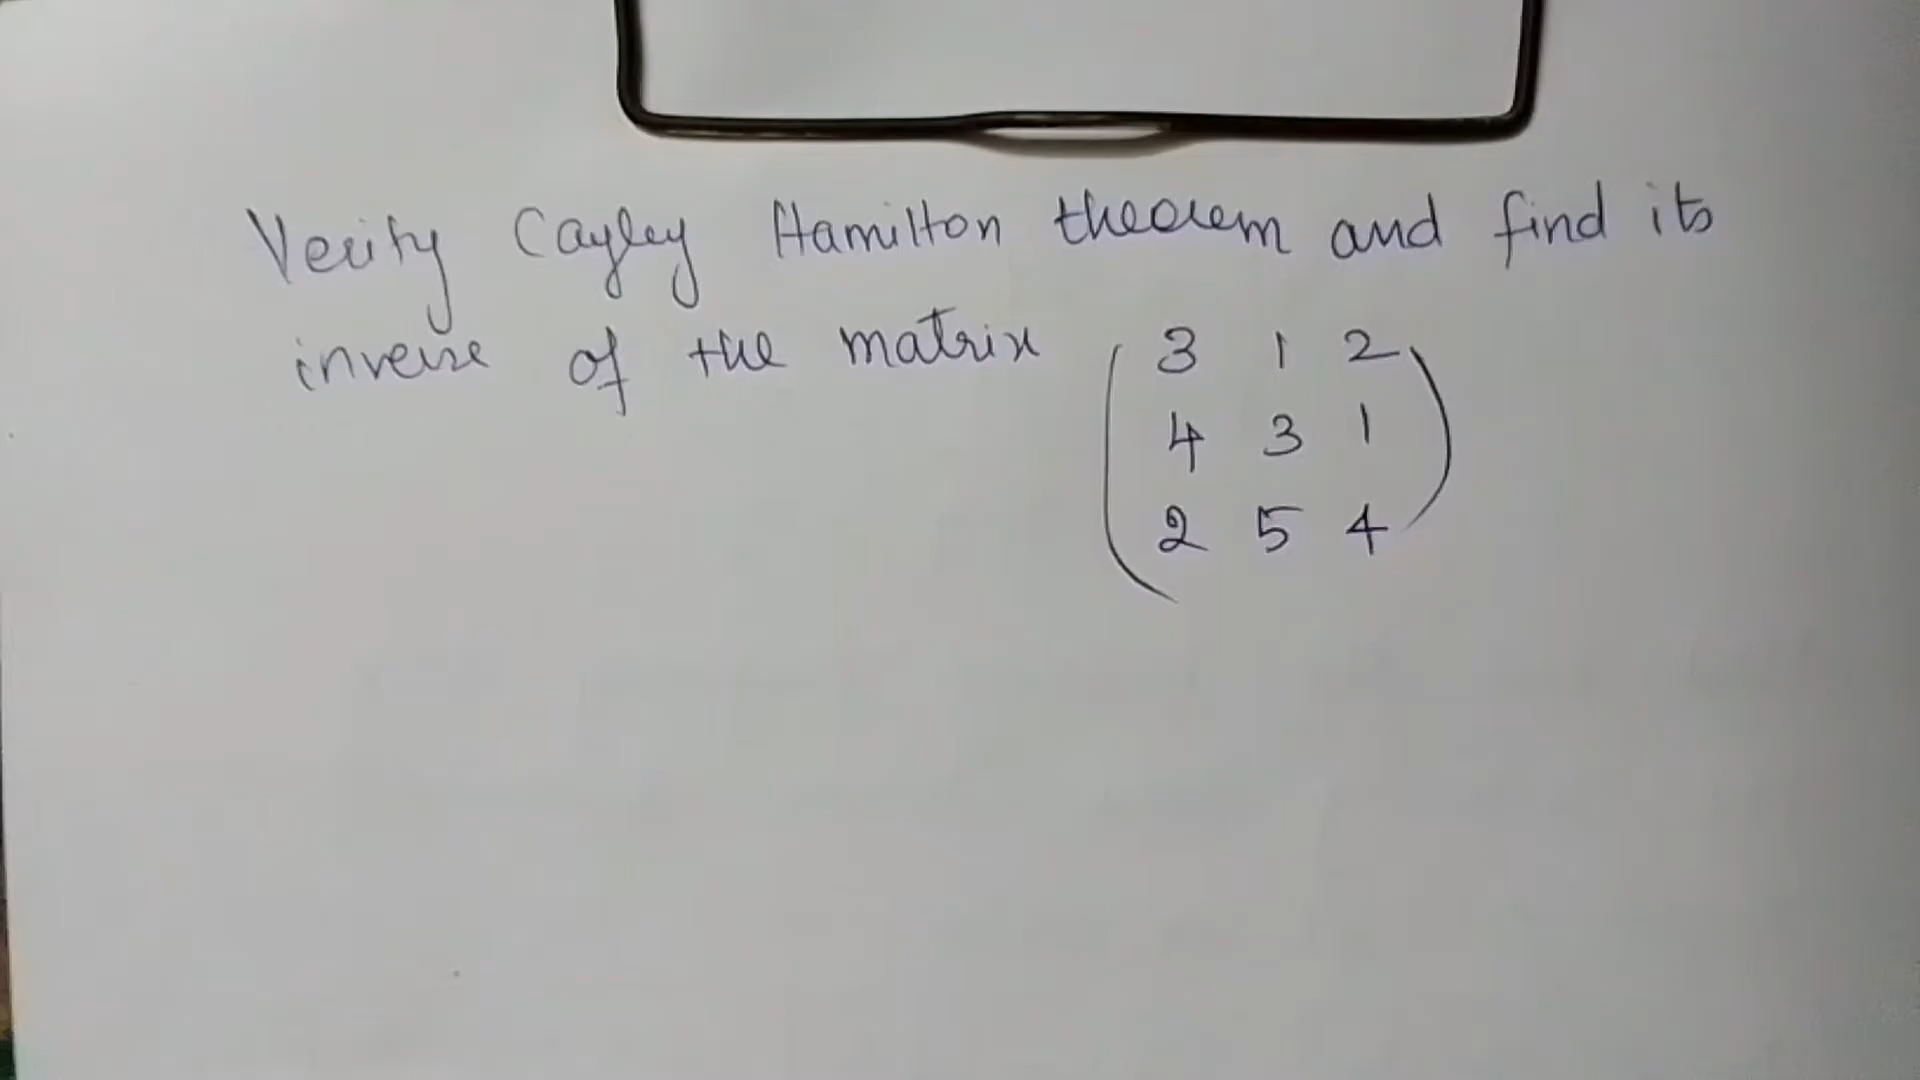 Verify Cayley Hamilton theorem and find its
inverse of the matrix ( 3 1 2
4 3 1
2 5 4 )